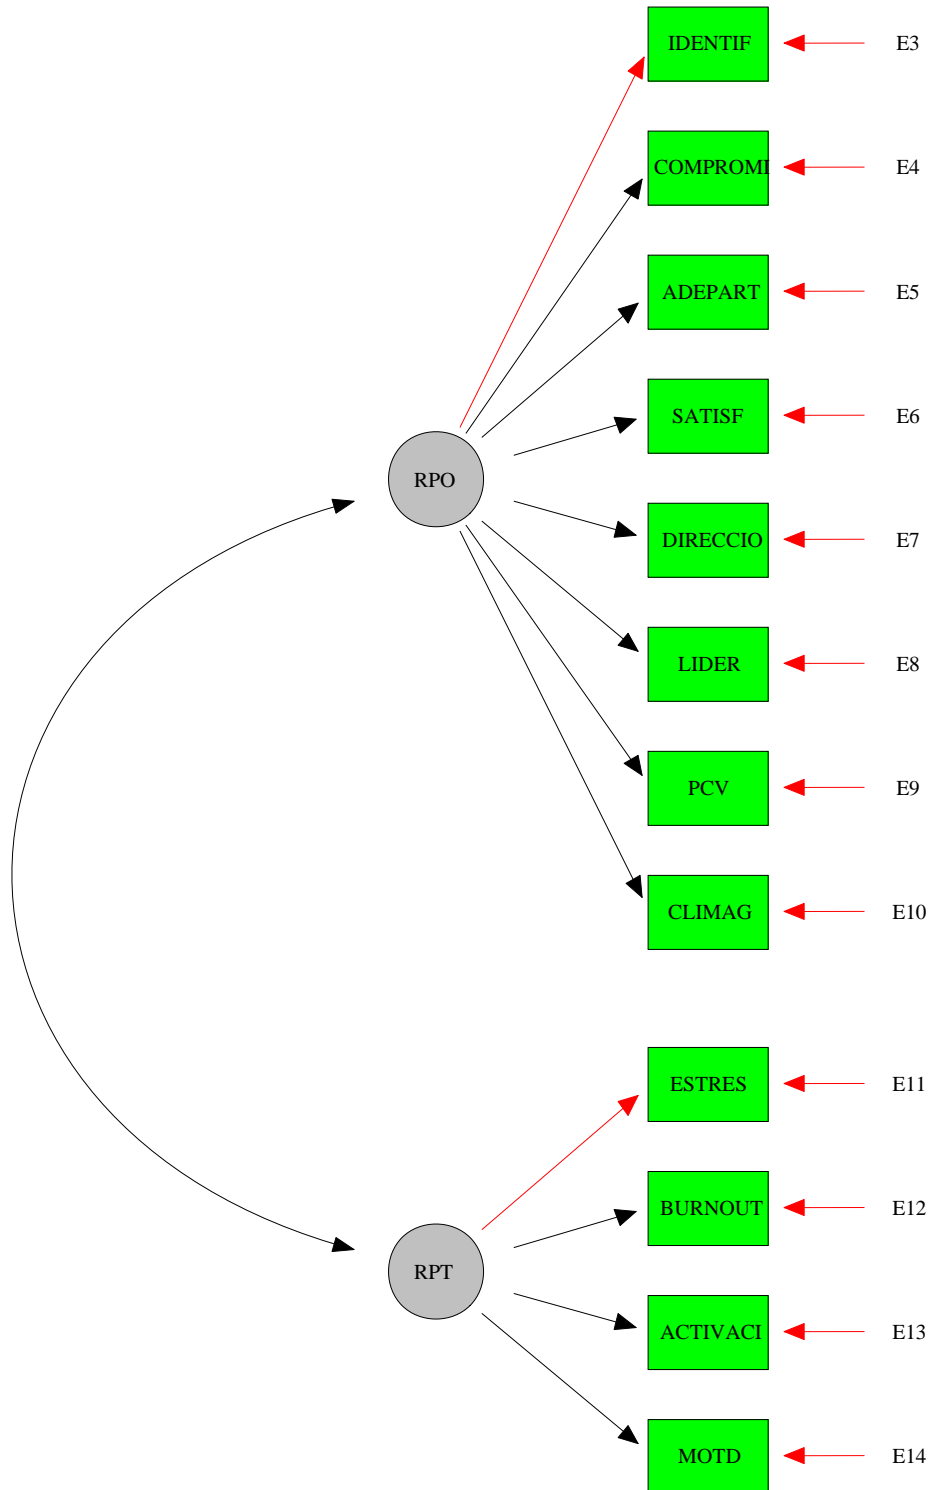 IDENTIF E3
COMPROMI E4
ADEPART E5
SATISF E6
RPO
DIRECCIO E7
LIDER E8
PCV E9
CLIMAG E10
ESTRES E11
BURNOUT E12
RPT
ACTIVACI E13
MOTD E14